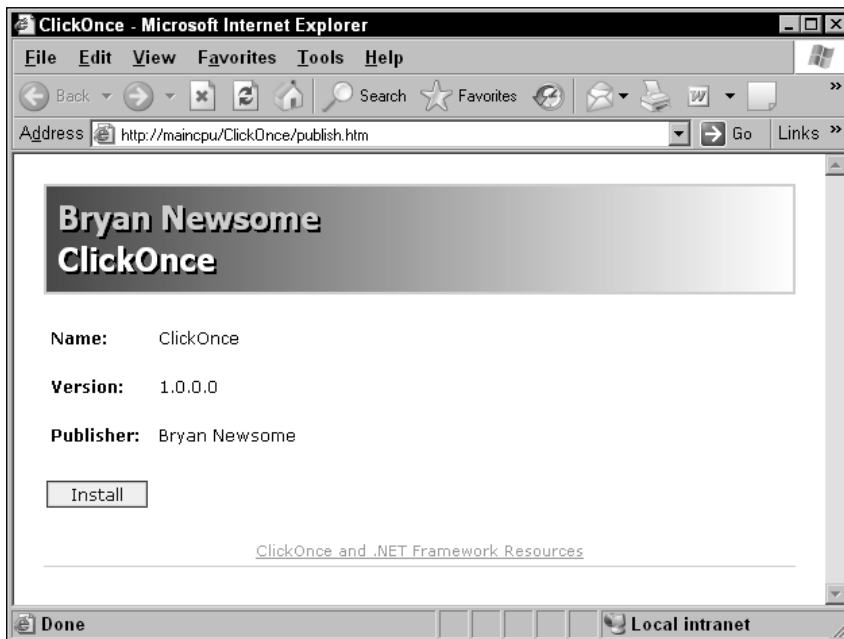 ClickOnce - Microsoft Internet Explorer
File Edit View Favorites Tools Help
Back Search Favorites W »
Address http://maincpu/ClickOnce/publish.htm Go Links »
Bryan Newsome
ClickOnce
Name: ClickOnce
Version: 1.0.0.0
Publisher: Bryan Newsome
Install
ClickOnce and .NET Framework Resources
Done Local intranet